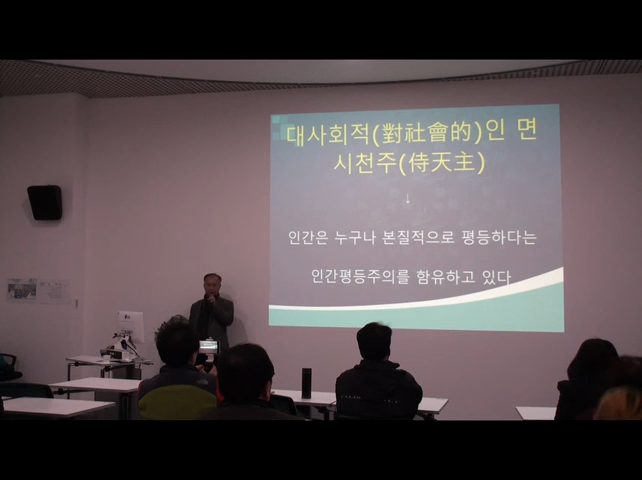 대사회적(對社會的)인 면
시천주(侍天主)
↓
인간은 누구나 본질적으로 평등하다는
인간평등주의를 함유하고 있다